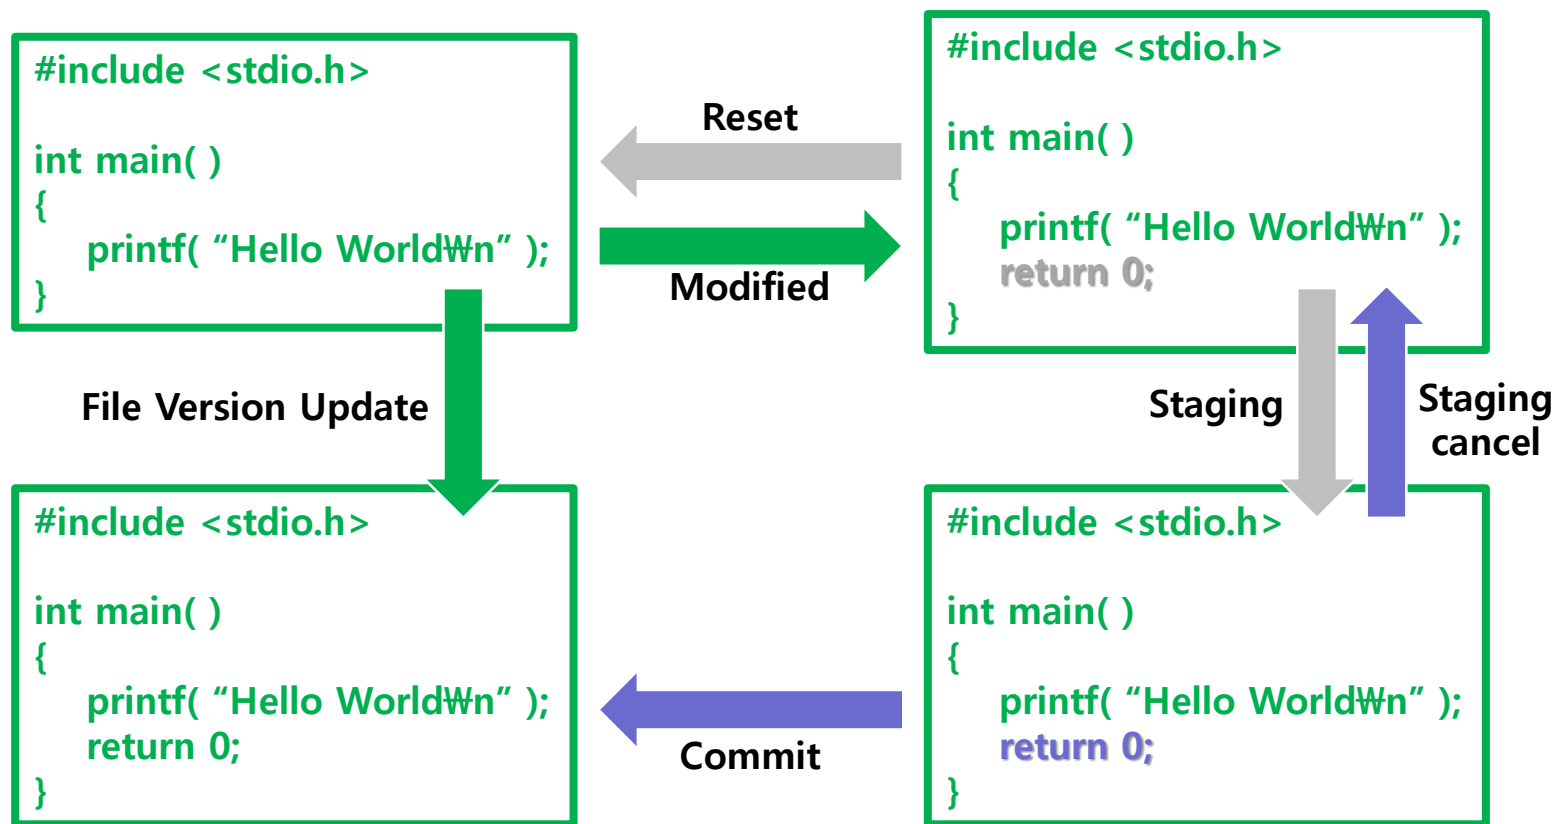 #include <stdio.h>
int main( )
{
printf( “Hello World₩n” );
}
Reset
Modified
#include <stdio.h>
int main( )
{
printf( “Hello World₩n” );
return 0;
}
File Version Update
Staging
Staging
cancel
#include <stdio.h>
int main( )
{
printf( “Hello World₩n” );
return 0;
}
Commit
#include <stdio.h>
int main( )
{
printf( “Hello World₩n” );
return 0;
}